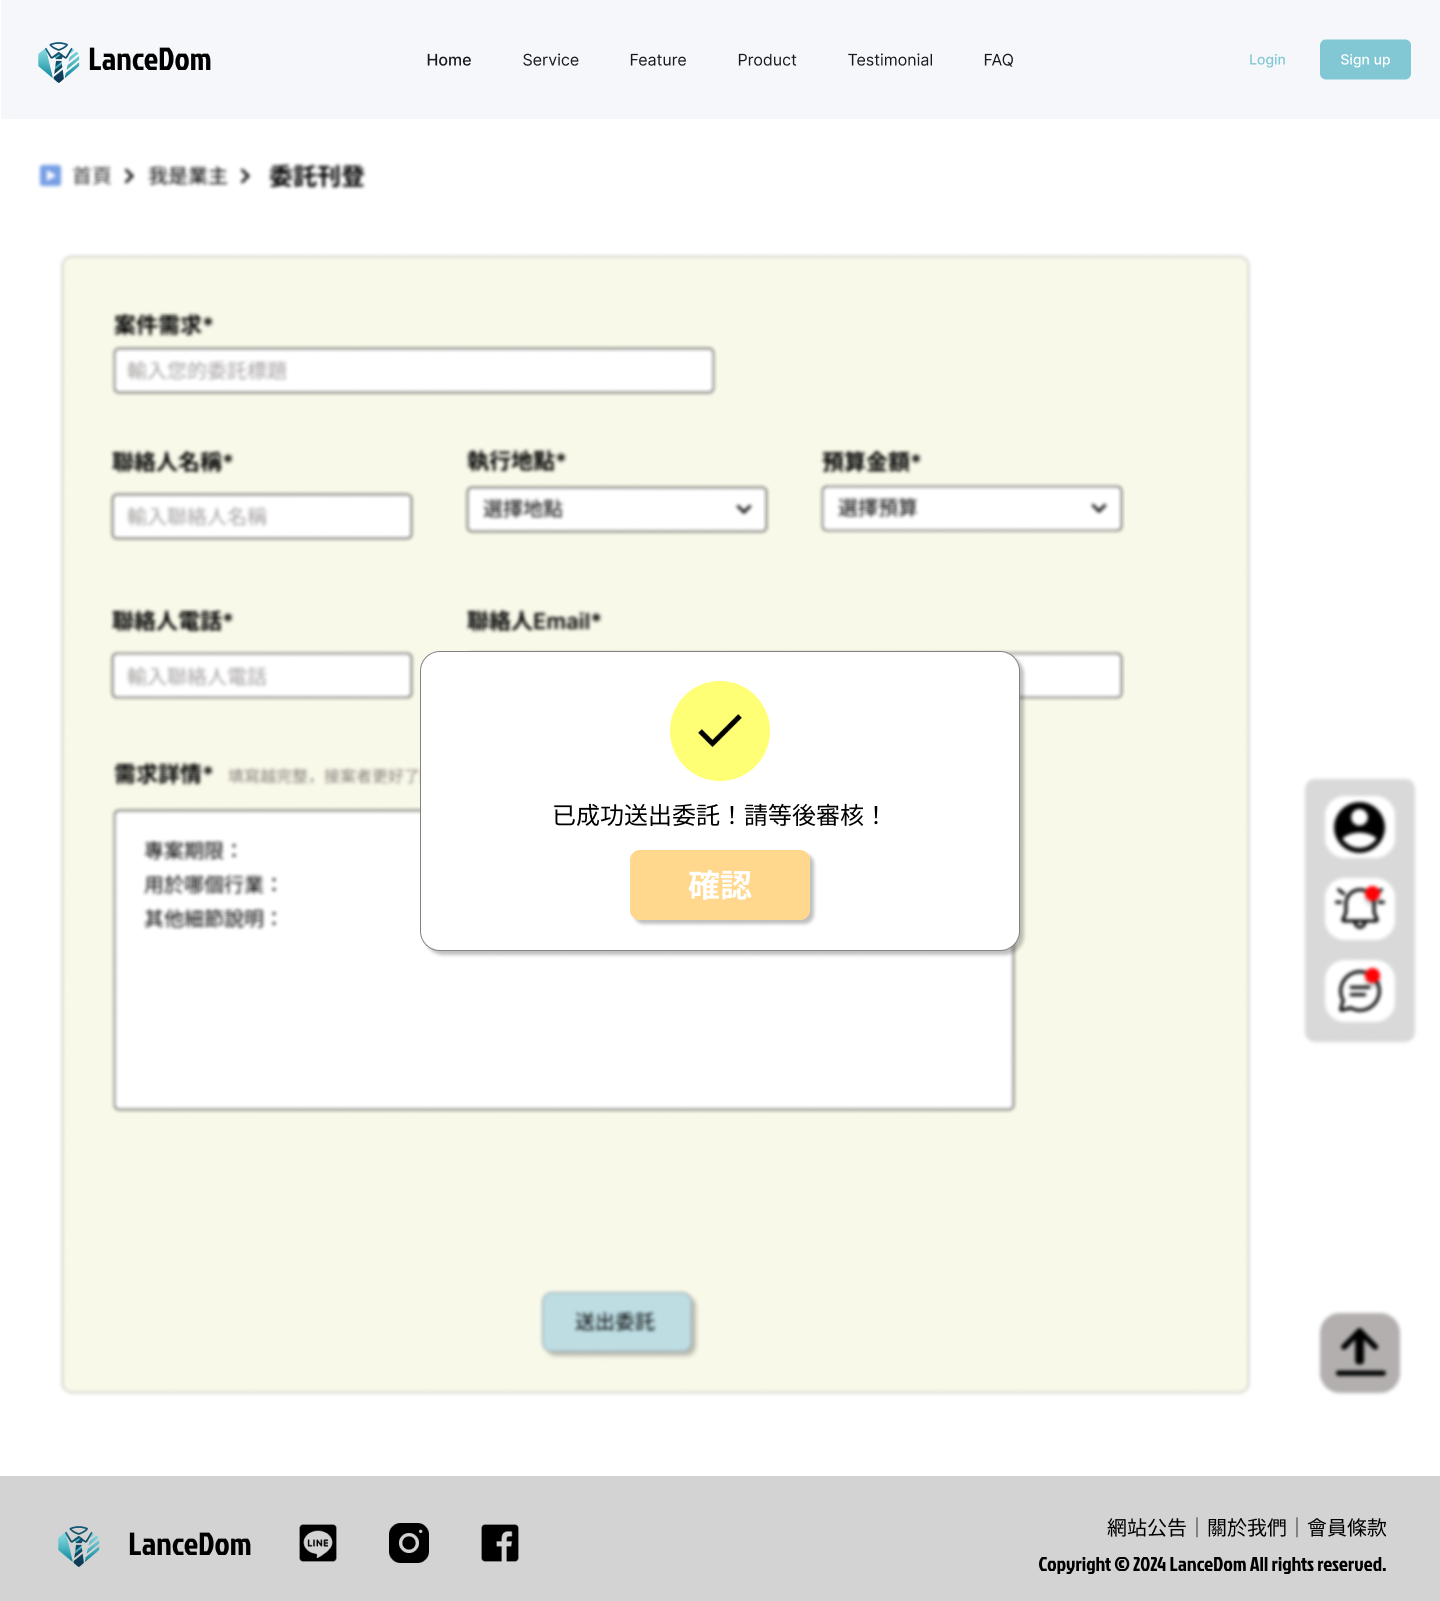 LanceDom
Home Service Feature Product Testimonial FAQ
Login Sign up
首頁 我是業主 委託刊登
案件需求*
輸入您的委託標題
聯絡人名稱* 執行地點* 預算金額*
輸入聯絡人名稱 選擇地點 選擇預算
聯絡人電話* 聯絡人Email*
輸入聯絡人電話
需求詳情* 填寫越完整，接案者更好了
專案期限：
用於哪個行業：
其他細節說明：
已成功送出委託！請等後審核！
確認
送出委託
LanceDom LINE
網站公告｜關於我們｜會員條款
Copyright © 2024 LanceDom All rights reserved.